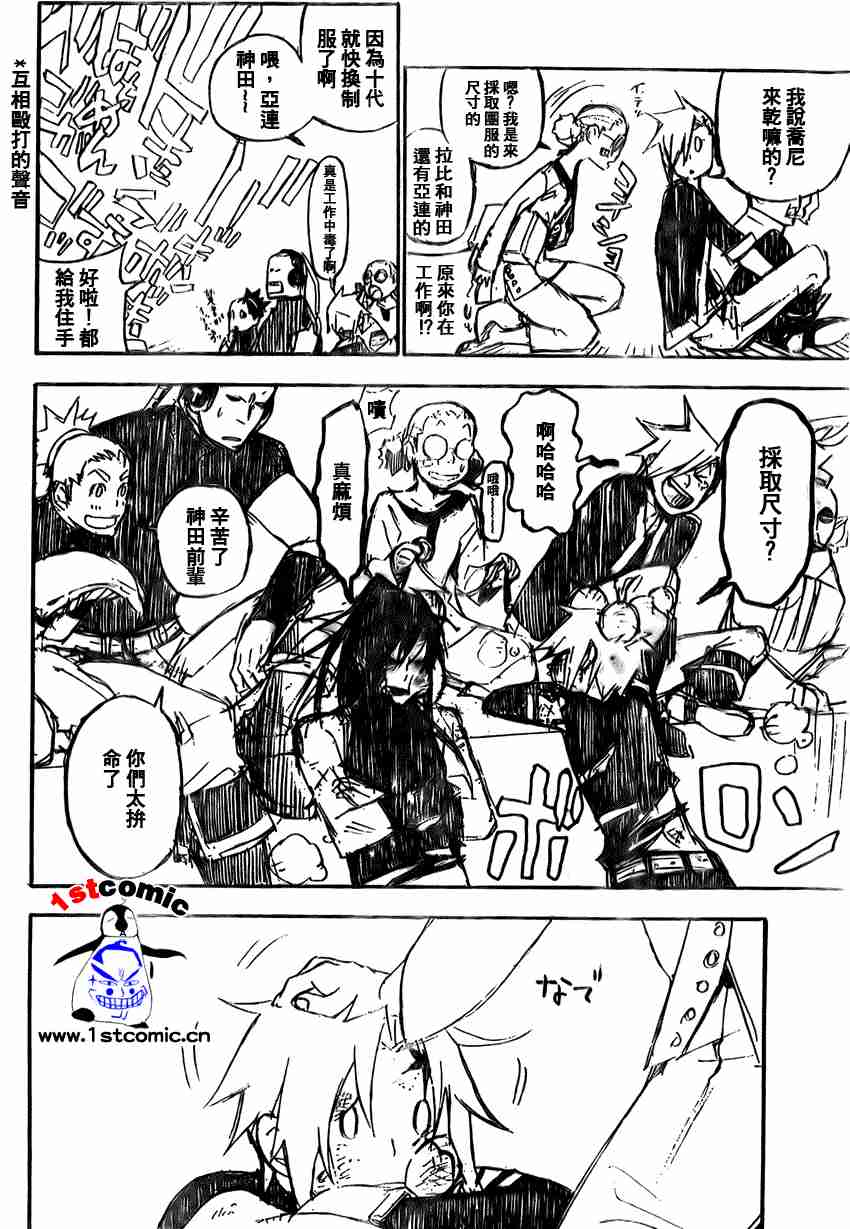 我說喬尼
來乾嘛的？
嗯？我是來
採取團服的
尺寸的
拉比和神田
還有亞連的
原來你在
工作啊!?
因為十代
就快換制
服了啊
喂，亞連
神田～
真是工作中毒了啊
好啦！都
給我住手
*互相毆打的聲音
採取尺寸？
啊哈哈哈
哦哦～～～
嘖
真麻煩
辛苦了
神田前輩
你們太拚
命了
ボロ
なで
1stcomic
www.1stcomic.cn